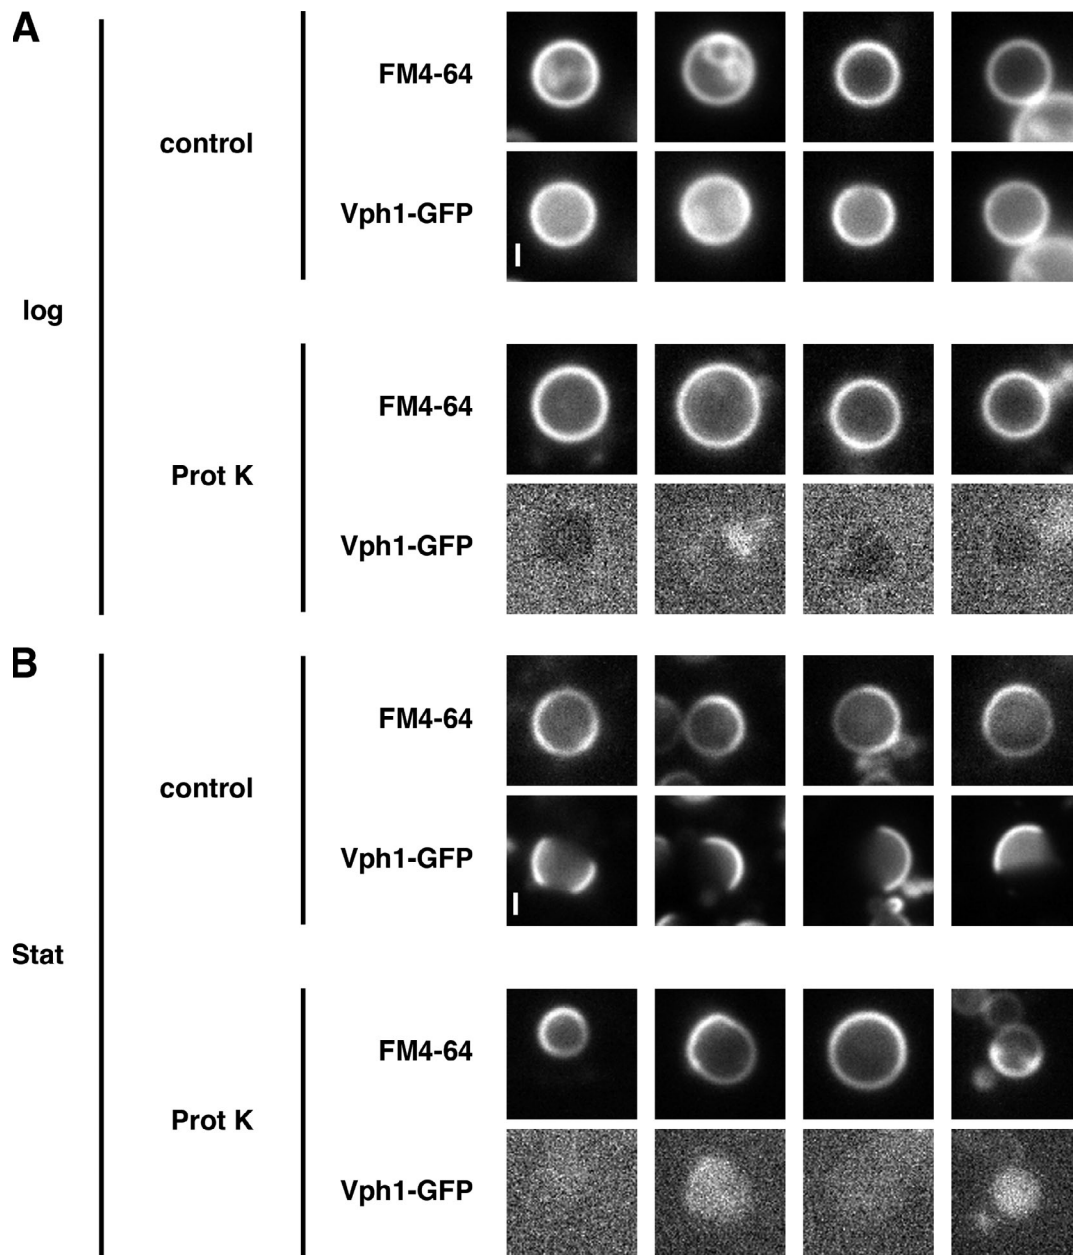 A
FM4-64
control
Vph1-GFP
log
FM4-64
Prot K
Vph1-GFP
B
FM4-64
control
Vph1-GFP
Stat
FM4-64
Prot K
Vph1-GFP